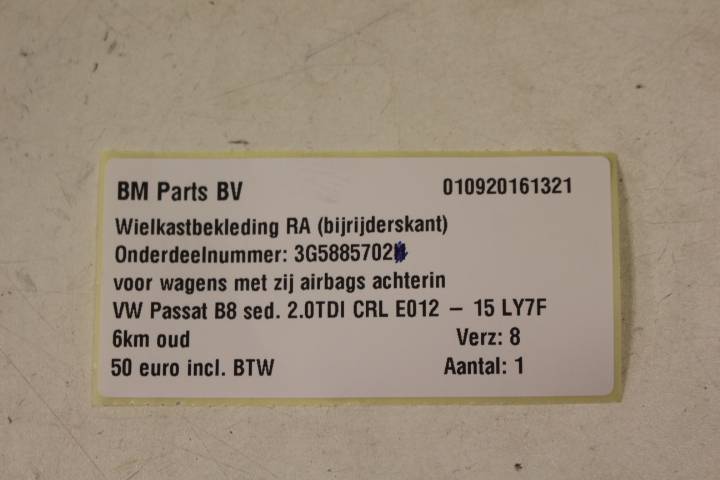 BM Parts BV 010920161321
Wielkastbekleding RA (bijrijderskant)
Onderdeelnummer: 3G5885702
voor wagens met zij airbags achterin
VW Passat B8 sed. 2.0TDI CRL E012 – 15 LY7F
6km oud Verz: 8
50 euro incl. BTW Aantal: 1